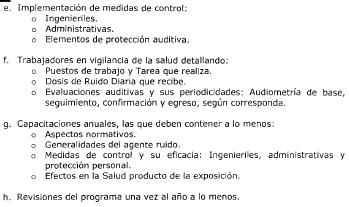 e. Implementación de medidas de control:
o Ingenieriles.
o Administrativas.
o Elementos de protección auditiva.
f. Trabajadores en vigilancia de la salud detallando:
o Puestos de trabajo y Tarea que realiza.
o Dosis de Ruido Diaria que recibe.
o Evaluaciones auditivas y sus periodicidades: Audiometría de base,
seguimiento, confirmación y egreso, según corresponda.
g. Capacitaciones anuales, las que deben contener a lo menos:
o Aspectos normativos.
o Generalidades del agente ruido.
o Medidas de control y su eficacia: Ingenieriles, administrativas y
protección personal.
o Efectos en la Salud producto de la exposición.
h. Revisiones del programa una vez al año a lo menos.